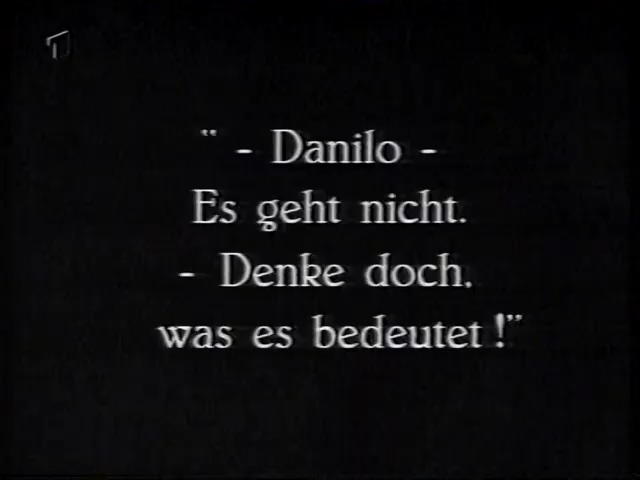 “ - Danilo -
Es geht nicht.
- Denke doch,
was es bedeutet!”